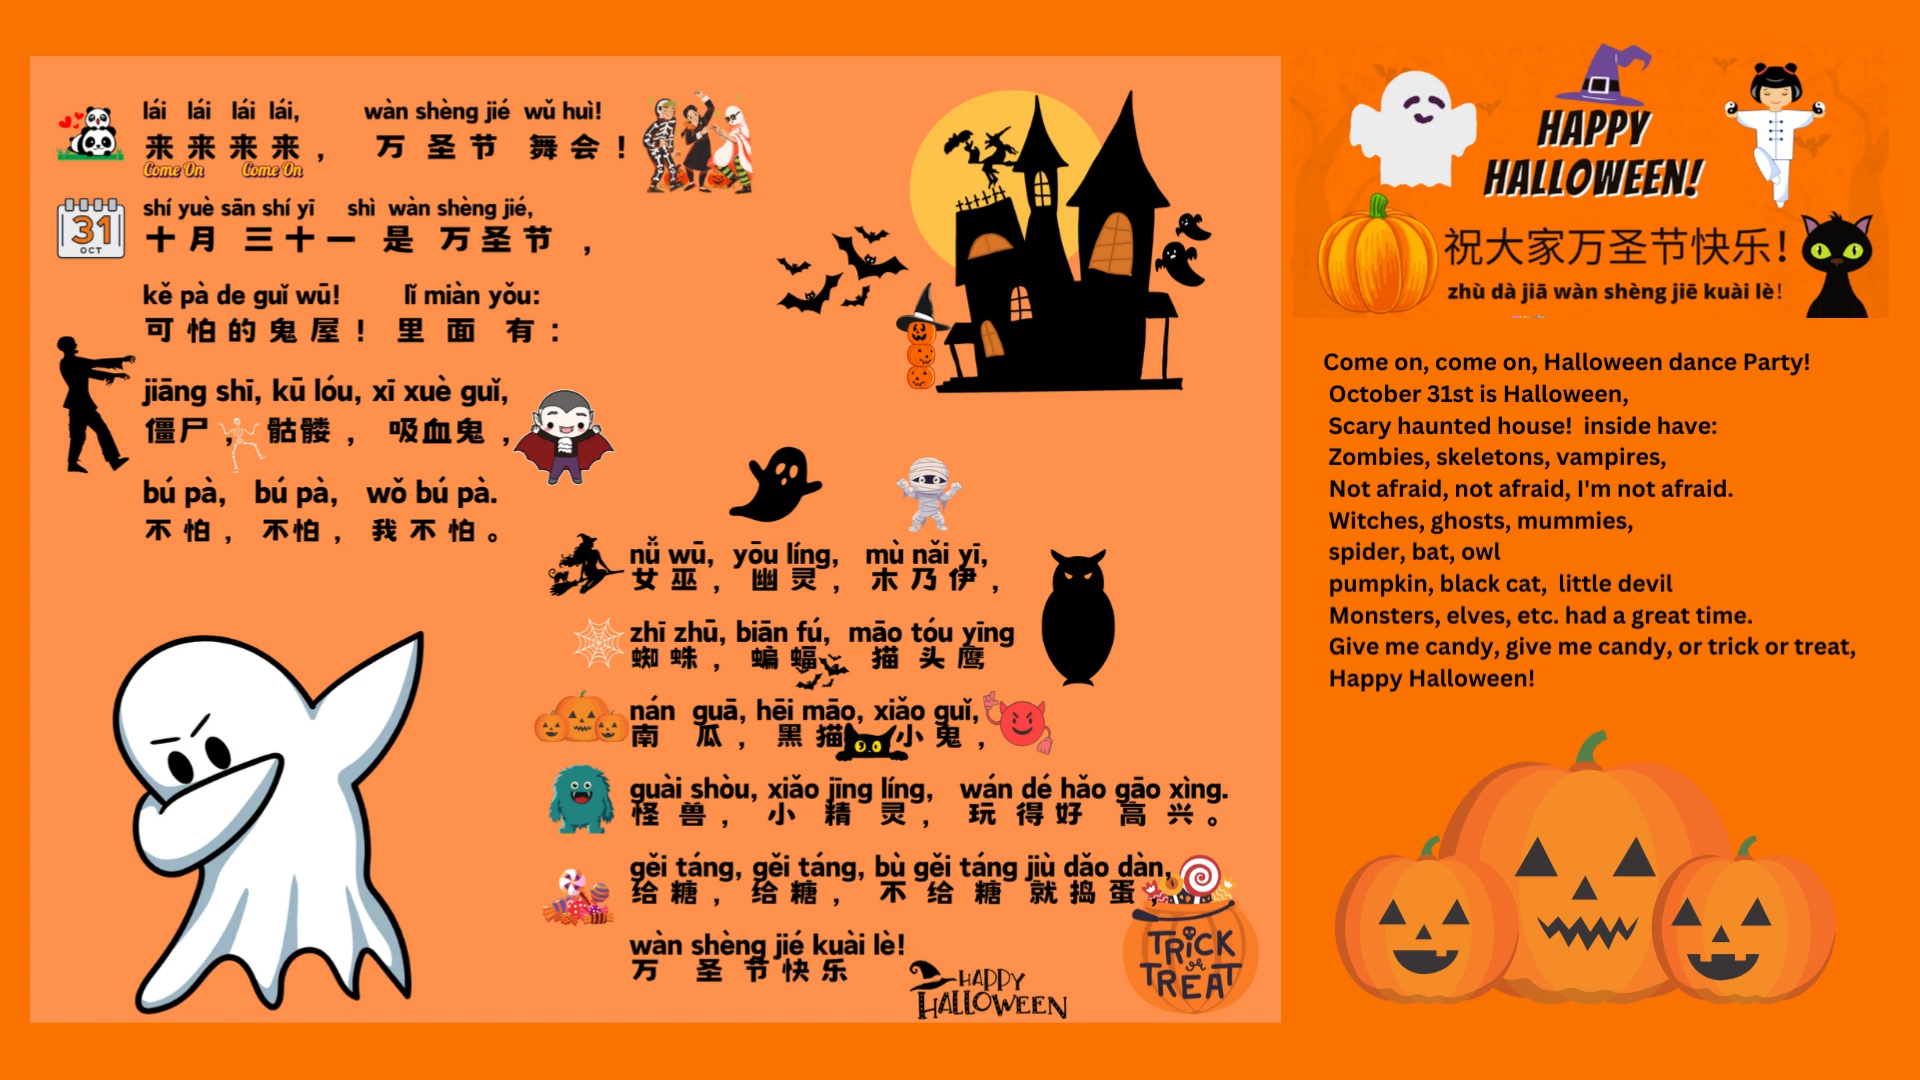 lái lái lái lái, wàn shèng jié wǔ huì!
来来来来， 万圣节 舞会！
Come On Come On
31
OCT
shí yuè sān shí yī shì wàn shèng jié,
十月 三十一 是 万圣节，
kě pà de guǐ wū! lǐ miàn yǒu:
可怕的鬼屋！ 里面 有：
jiāng shī, kū lóu, xī xuè guǐ,
僵尸， 骷髅， 吸血鬼，
bú pà, bú pà, wǒ bú pà.
不怕， 不怕， 我不怕。
nǚ wū, yōu líng, mù nǎi yī,
女巫， 幽灵， 木乃伊，
zhī zhū, biān fú, māo tóu yīng
蜘蛛， 蝙蝠 猫头鹰
nán guā, hēi māo, xiǎo guǐ,
南瓜， 黑猫 小鬼，
guài shòu, xiǎo jīng líng, wán dé hǎo gāo xìng.
怪兽， 小精灵， 玩得好 高兴。
gěi táng, gěi táng, bù gěi táng jiù dǎo dàn,
给糖， 给糖， 不给糖 就捣蛋
wàn shèng jié kuài lè!
万圣节快乐
HAPPY
HALLOWEEN
TRICK
or
TREAT
HAPPY
HALLOWEEN!
祝大家万圣节快乐！
zhù dà jiā wàn shèng jiē kuài lè!
Come on, come on, Halloween dance Party!
October 31st is Halloween,
Scary haunted house! inside have:
Zombies, skeletons, vampires,
Not afraid, not afraid, I'm not afraid.
Witches, ghosts, mummies,
spider, bat, owl
pumpkin, black cat, little devil
Monsters, elves, etc. had a great time.
Give me candy, give me candy, or trick or treat,
Happy Halloween!